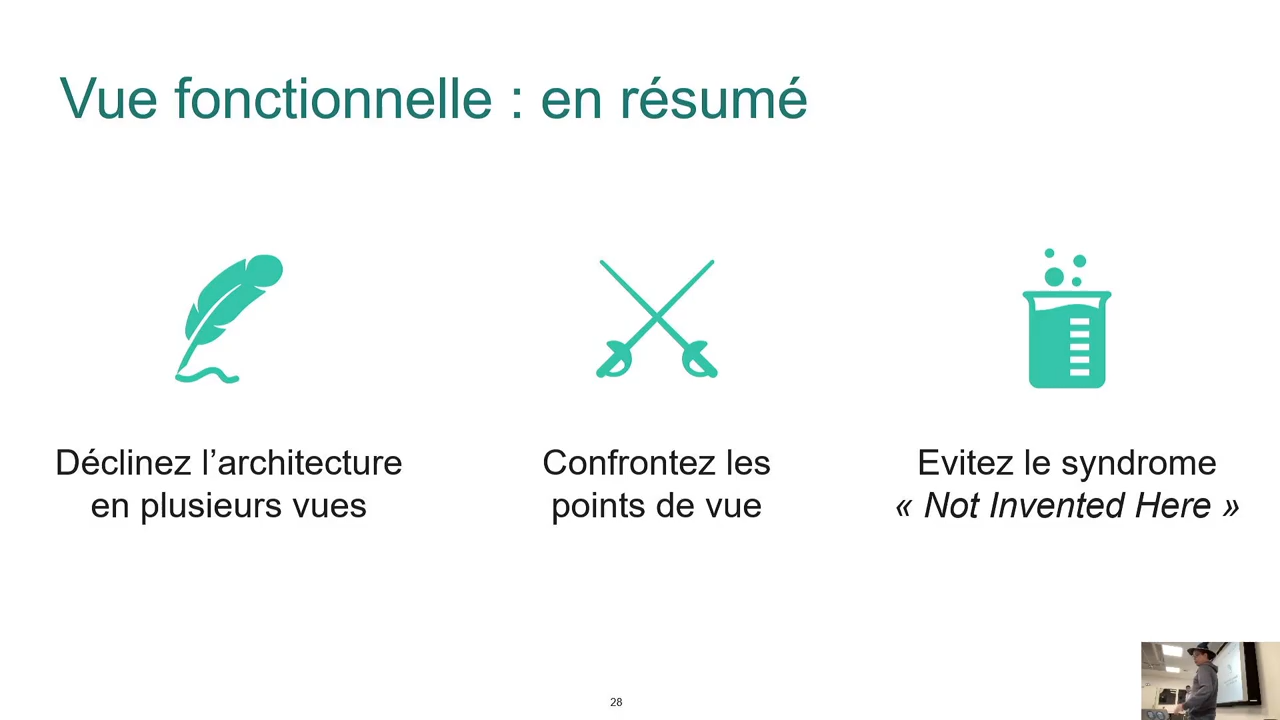 Vue fonctionnelle : en résumé
Déclinez l’architecture
en plusieurs vues
Confrontez les
points de vue
Evitez le syndrome
« Not Invented Here »
28